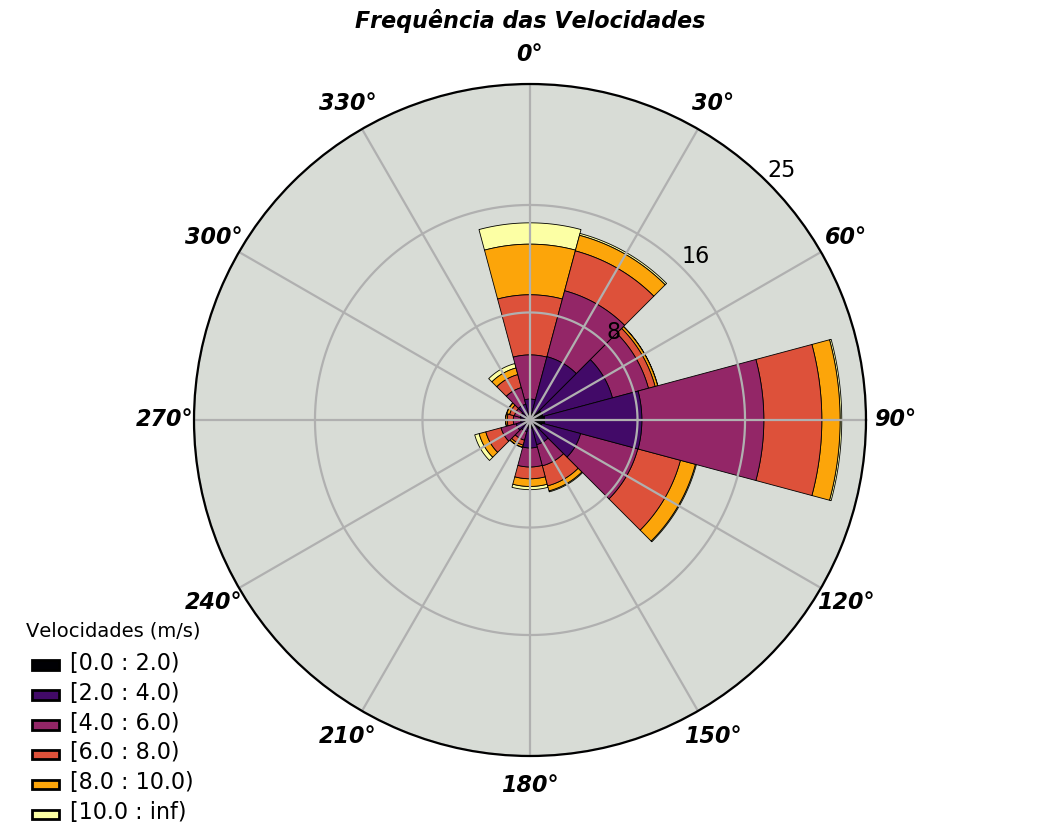 Frequência das Velocidades
0°
330°
30°
25
300°
60°
16
8
270°
90°
240°
120°
Velocidades (m/s)
[0.0 : 2.0)
[2.0 : 4.0)
[4.0 : 6.0)
210°
150°
[6.0 : 8.0)
180°
[8.0 : 10.0)
[10.0 : inf)